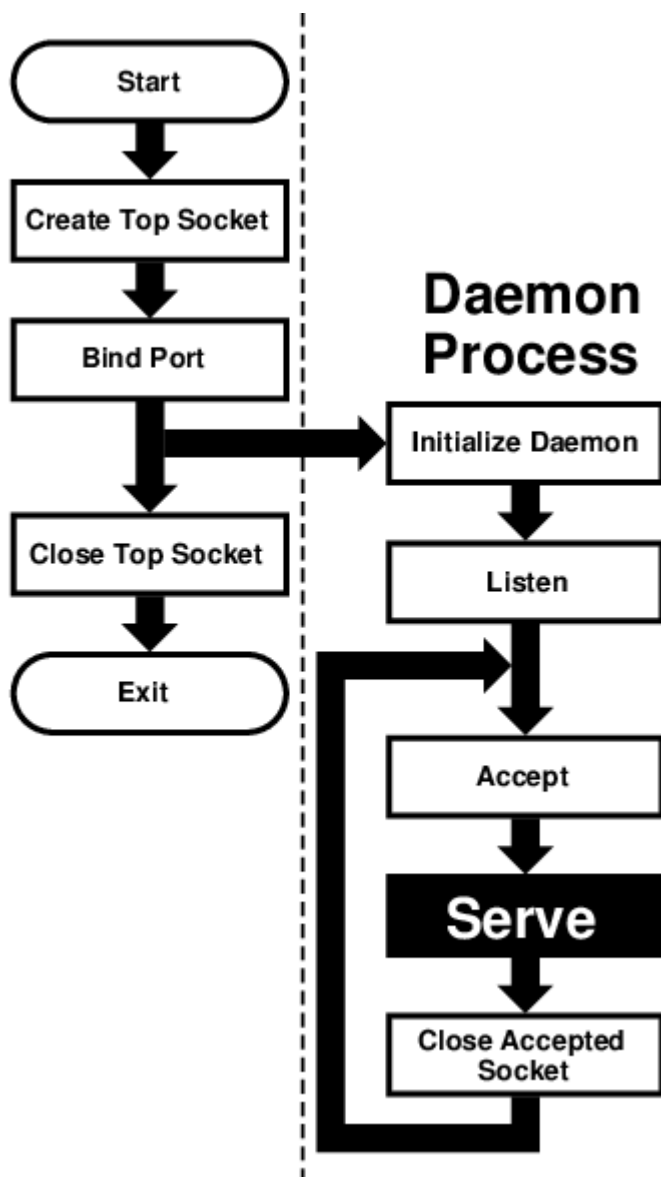 Start
Create Top Socket
Bind Port
Close Top Socket
Exit
Daemon
Process
Initialize Daemon
Listen
Accept
Serve
Close Accepted
Socket